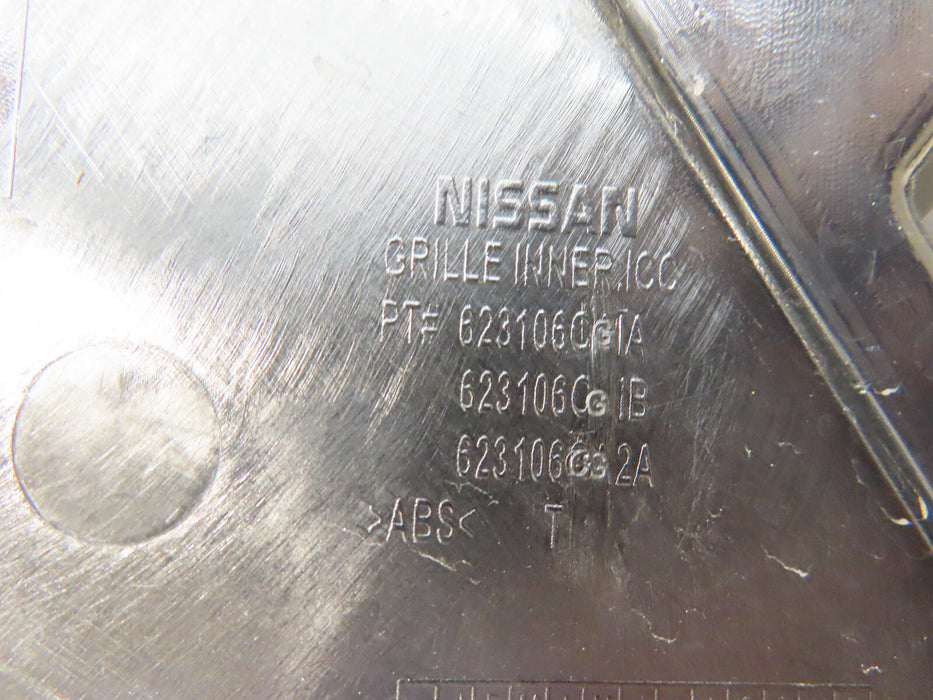 NISSAN
GRILLE INNER,ICC
PT# 623106CG1A
623106CG1B
623106CG2A
>ABS< T